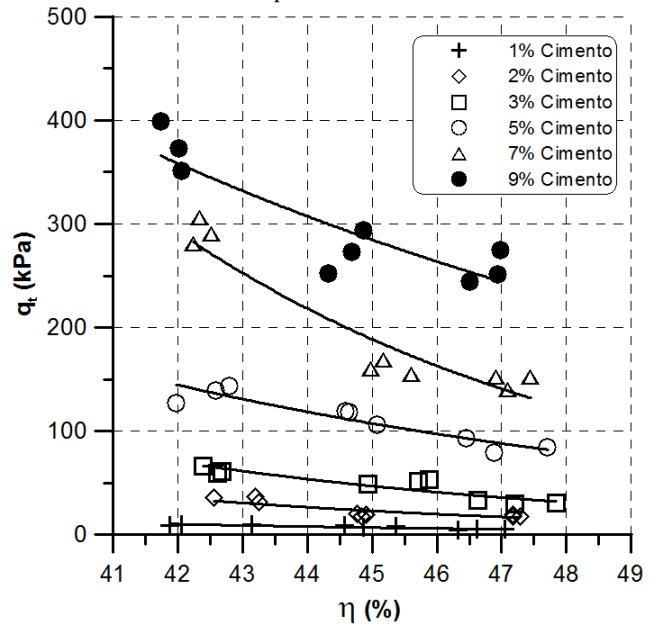 500
400
300
200
100
0
q_t (kPa)
1% Cimento
2% Cimento
3% Cimento
5% Cimento
7% Cimento
9% Cimento
41 42 43 44 45 46 47 48 49
η (%)